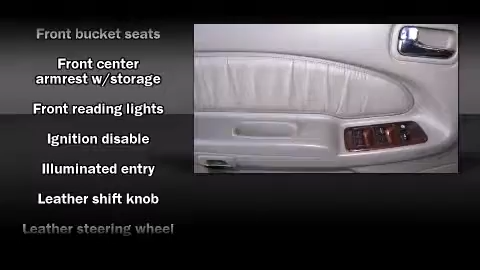 Front bucket seats
Front center
armrest w/storage
Front reading lights
Ignition disable
Illuminated entry
Leather shift knob
Leather steering wheel